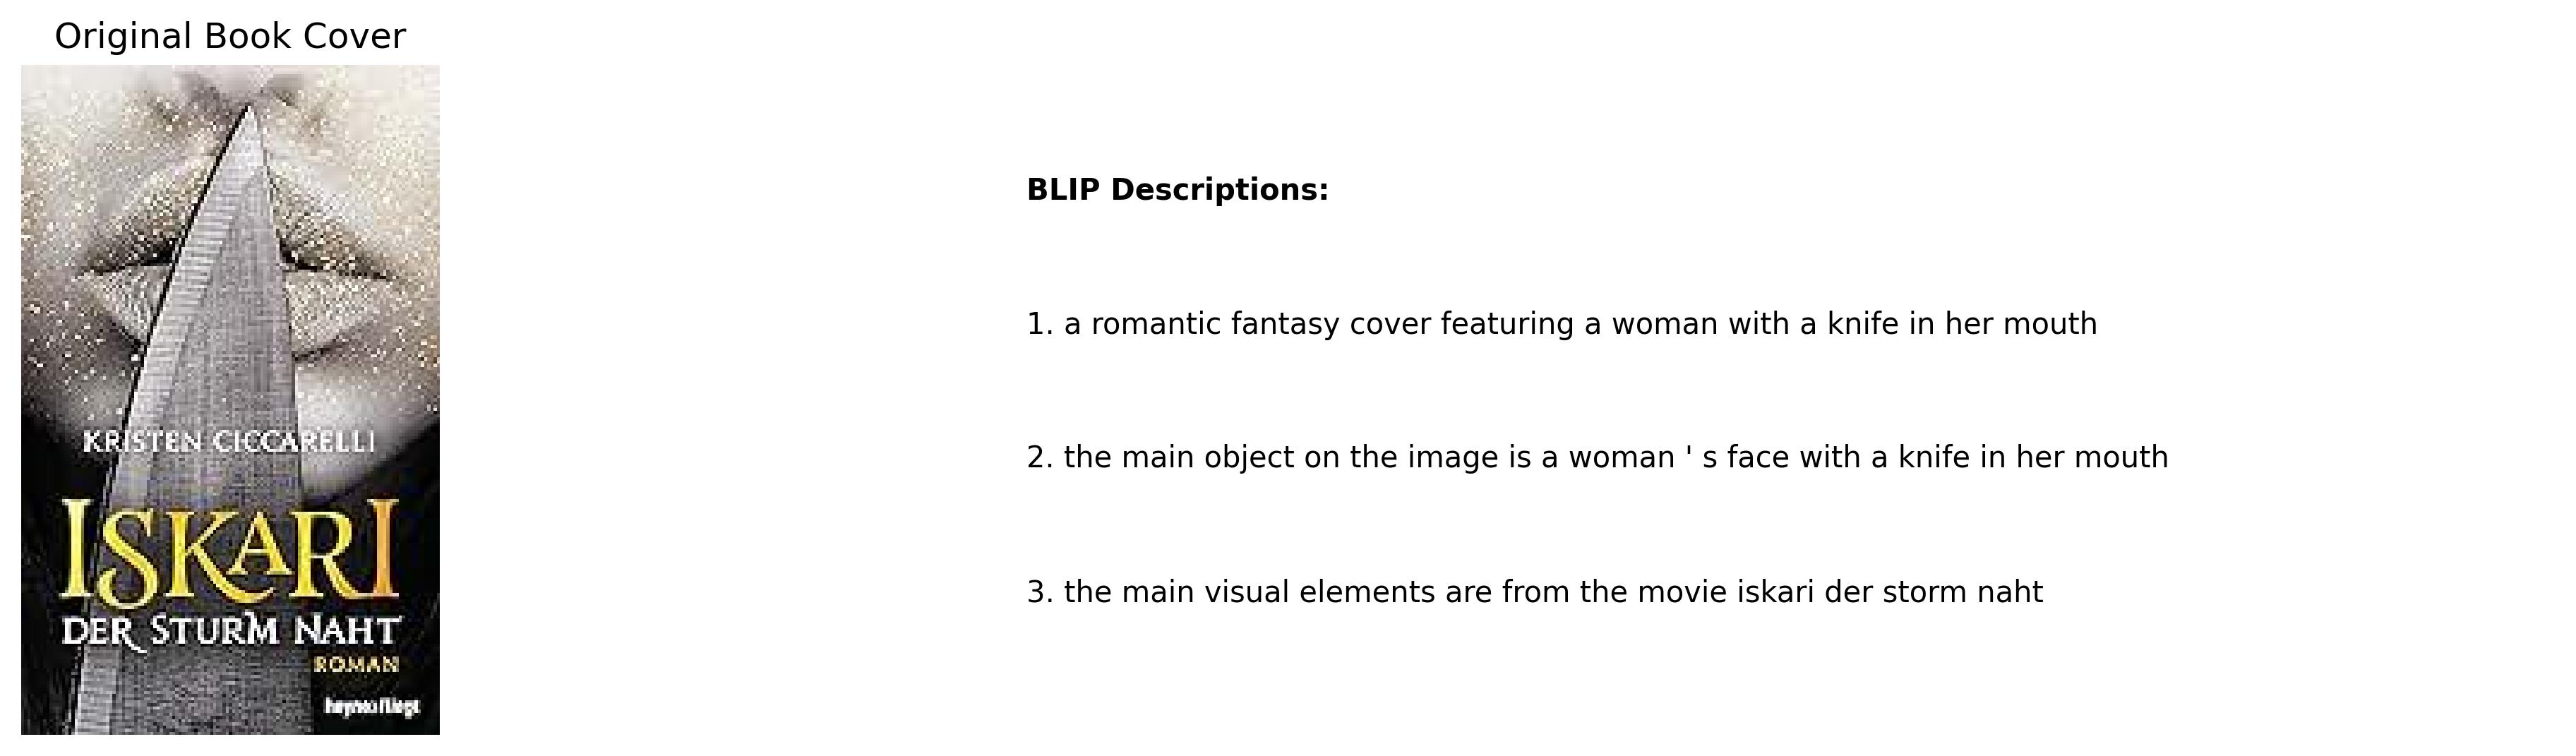 Original Book Cover
KRISTEN CICCARELLI
ISKARI
DER STURM NAHT
ROMAN
heyne›fliegt
BLIP Descriptions:
1. a romantic fantasy cover featuring a woman with a knife in her mouth
2. the main object on the image is a woman ' s face with a knife in her mouth
3. the main visual elements are from the movie iskari der storm naht